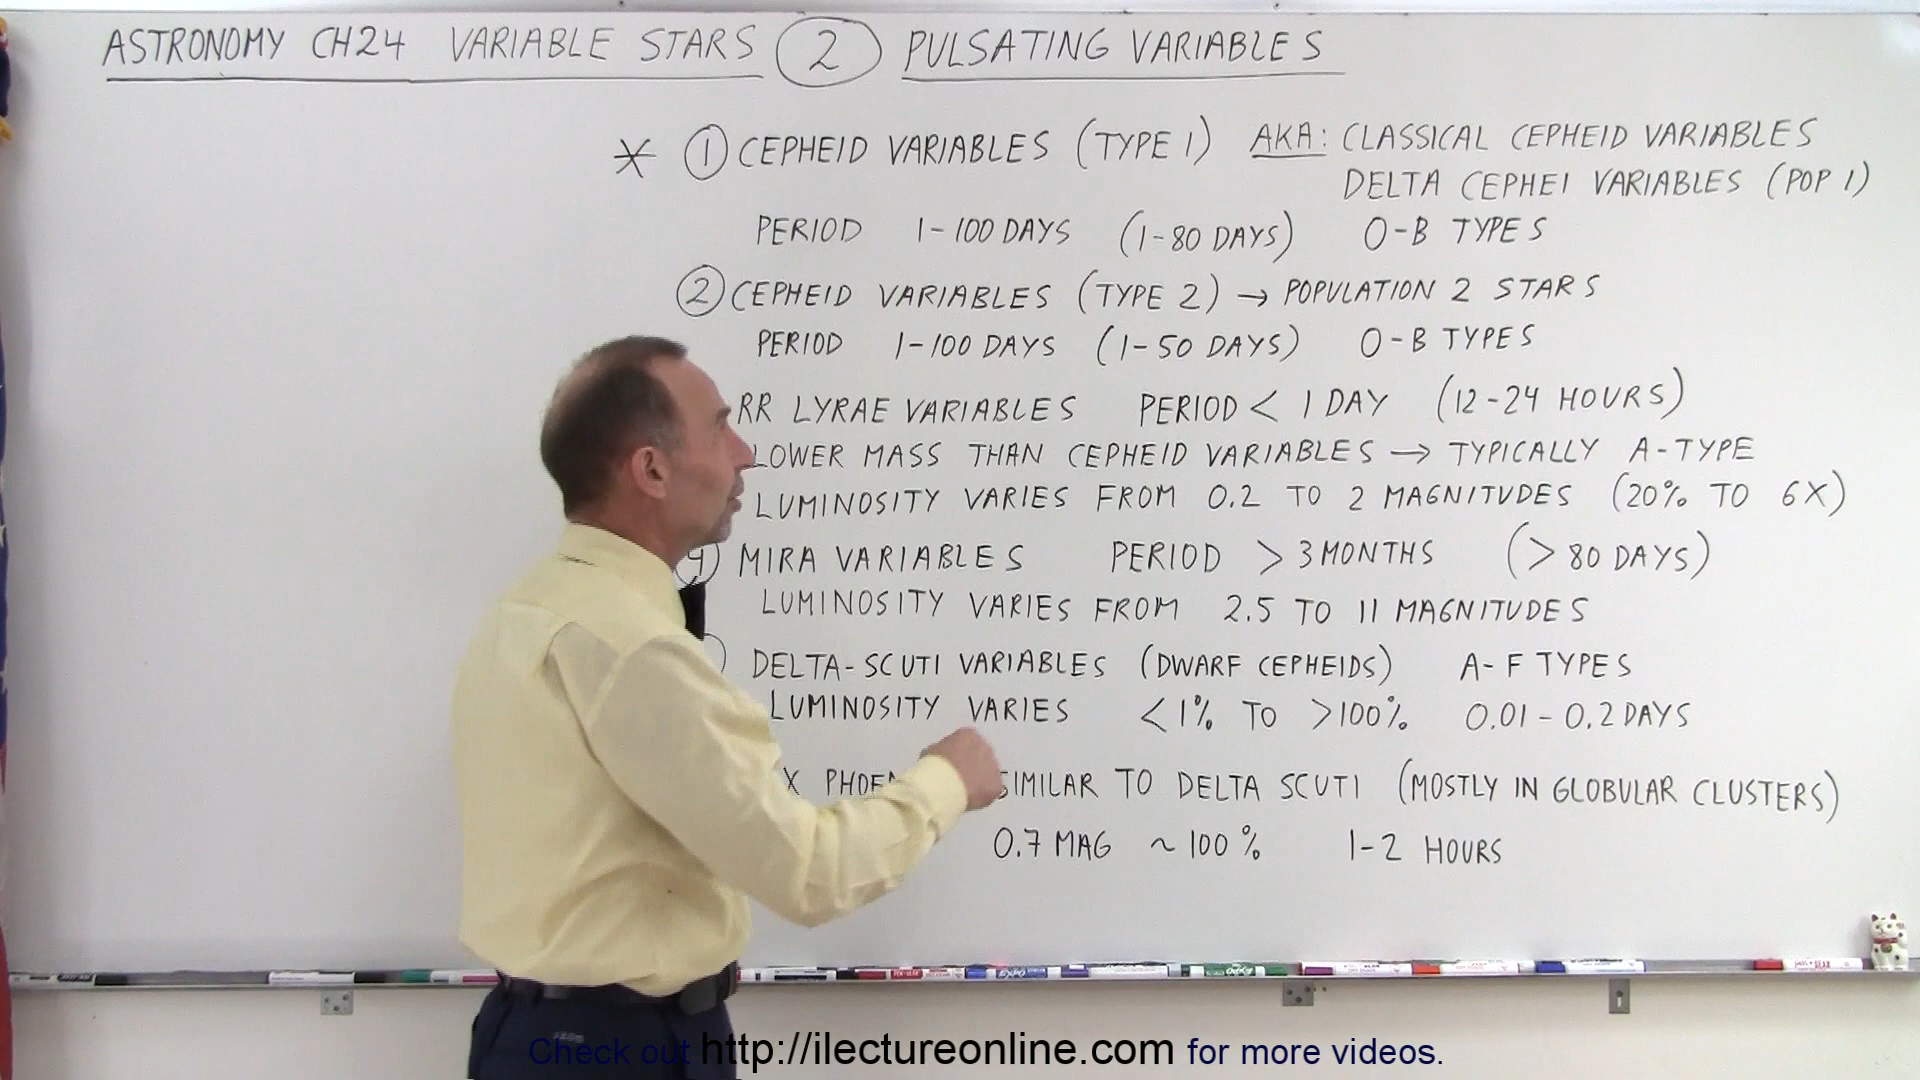 ASTRONOMY CH24 VARIABLE STARS 2 PULSATING VARIABLES
* 1 CEPHEID VARIABLES (TYPE 1) AKA: CLASSICAL CEPHEID VARIABLES
DELTA CEPHEI VARIABLES (POP 1)
PERIOD 1-100 DAYS (1-80 DAYS) O-B TYPES
2 CEPHEID VARIABLES (TYPE 2) → POPULATION 2 STARS
PERIOD 1-100 DAYS (1-50 DAYS) O-B TYPES
RR LYRAE VARIABLES PERIOD < 1 DAY (12-24 HOURS)
LOWER MASS THAN CEPHEID VARIABLES → TYPICALLY A-TYPE
LUMINOSITY VARIES FROM 0.2 TO 2 MAGNITUDES (20% TO 6X)
4 MIRA VARIABLES PERIOD > 3 MONTHS (> 80 DAYS)
LUMINOSITY VARIES FROM 2.5 TO 11 MAGNITUDES
DELTA-SCUTI VARIABLES (DWARF CEPHEIDS) A-F TYPES
LUMINOSITY VARIES <1% TO >100% 0.01-0.2 DAYS
X SIMILAR TO DELTA SCUTI (MOSTLY IN GLOBULAR CLUSTERS)
0.7 MAG ~ 100% 1-2 HOURS
Check out http://ilectureonline.com for more videos.